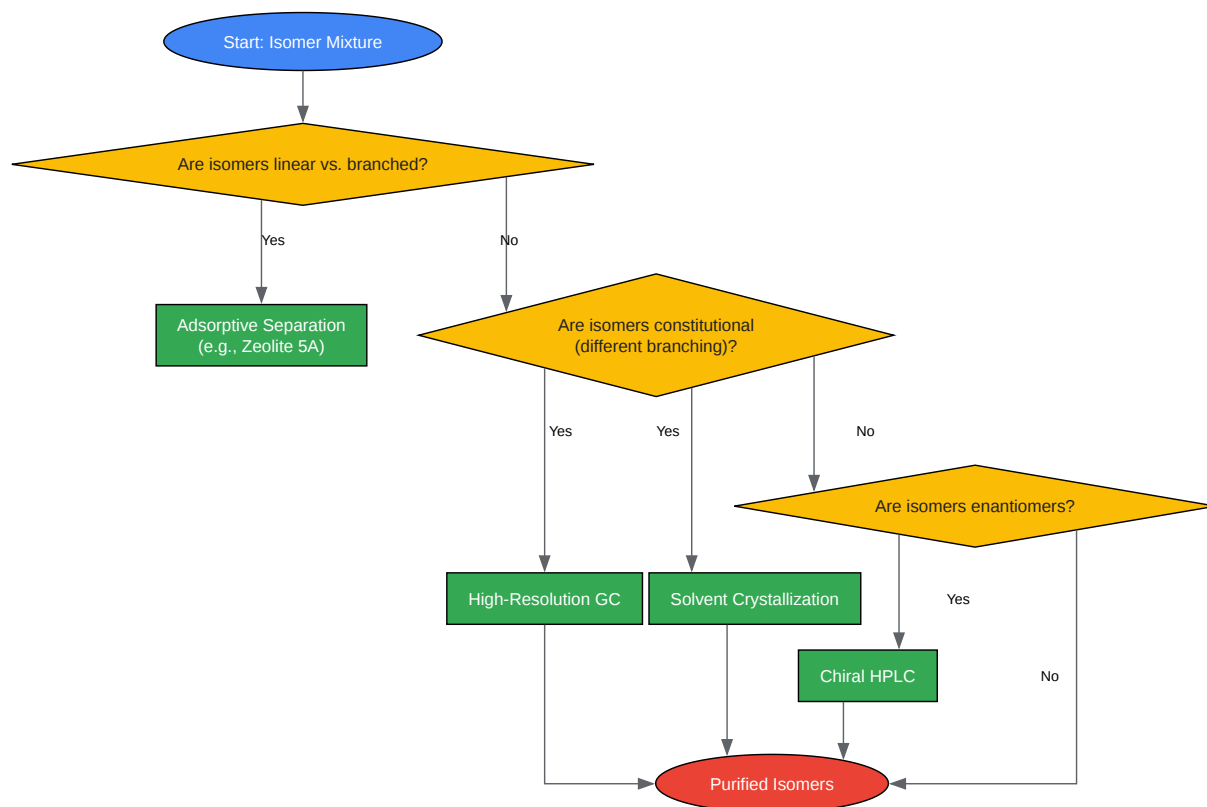 Start: Isomer Mixture
Are isomers linear vs. branched?
Yes
No
Adsorptive Separation
(e.g., Zeolite 5A)
Are isomers constitutional
(different branching)?
Yes
Yes
No
Are isomers enantiomers?
High-Resolution GC
Solvent Crystallization
Yes
Chiral HPLC
No
Purified Isomers